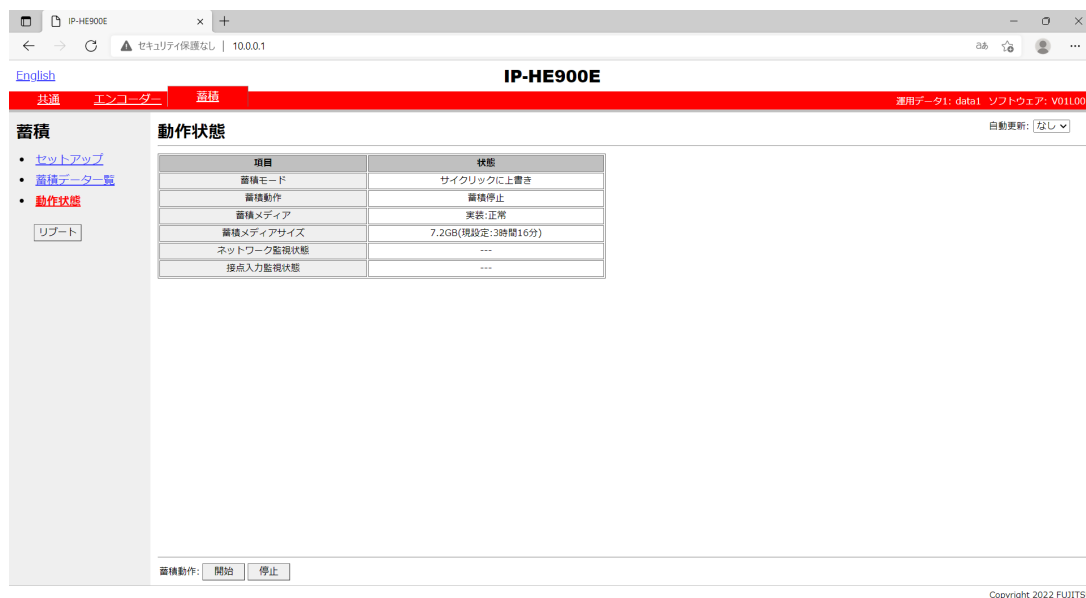 IP-HE900E
セキュリティ保護なし | 10.0.0.1
English
IP-HE900E
共通 エンコーダー 蓄積
運用データ1: data1 ソフトウェア: V01L00
蓄積
セットアップ
蓄積データ一覧
動作状態
リブート
動作状態
自動更新: なし
項目 状態
蓄積モード サイクリックに上書き
蓄積動作 蓄積停止
蓄積メディア 実装:正常
蓄積メディアサイズ 7.2GB(現設定:3時間16分)
ネットワーク監視状態 ---
接点入力監視状態 ---
蓄積動作: 開始 停止
Copyright 2022 FUJITS